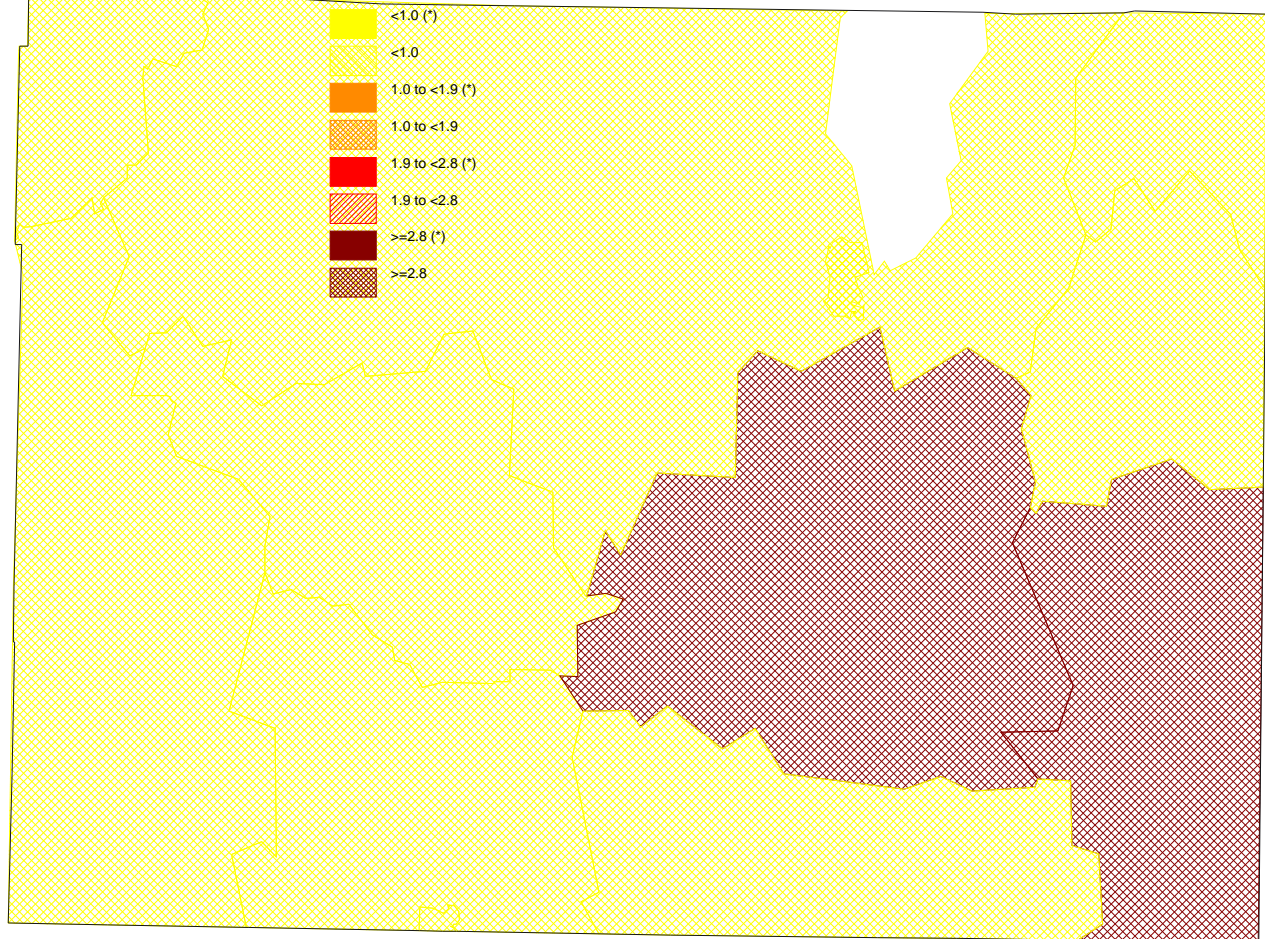 <1.0 (*)
<1.0
1.0 to <1.9 (*)
1.0 to <1.9
1.9 to <2.8 (*)
1.9 to <2.8
>=2.8 (*)
>=2.8